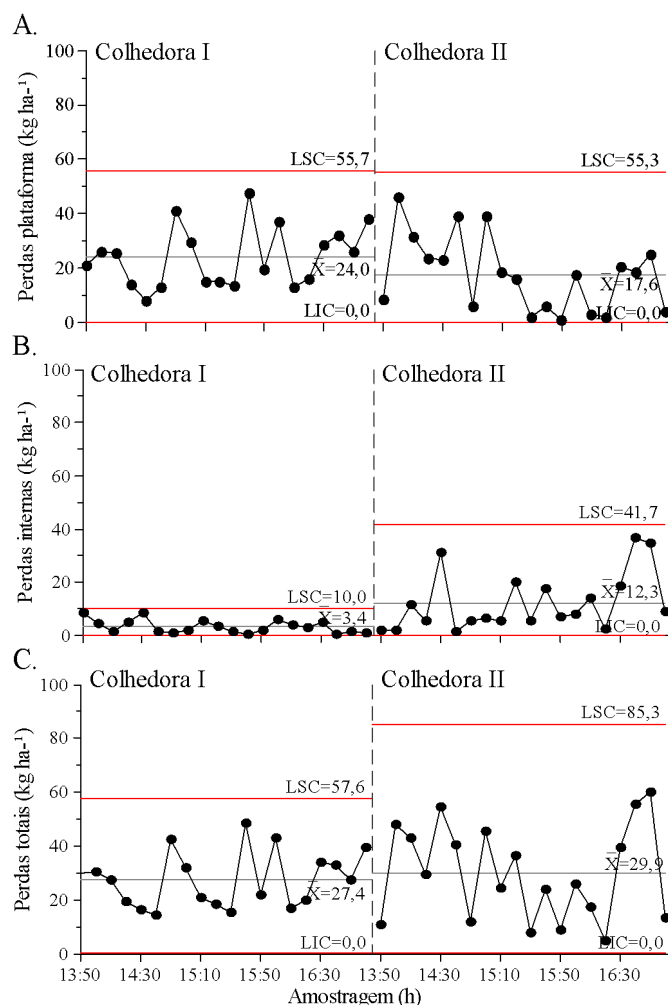 A.
Colhedora I
Colhedora II
Perdas plataforma (kg ha-¹)
100
80
60
40
20
0
LSC=55,7
X̄=24,0
LIC=0,0
LSC=55,3
X̄=17,6
LIC=0,0
B.
Colhedora I
Colhedora II
Perdas internas (kg ha-¹)
100
80
60
40
20
0
LSC=10,0
X̄=3,4
LSC=41,7
X̄=12,3
LIC=0,0
C.
Colhedora I
Colhedora II
Perdas totais (kg ha-¹)
100
80
60
40
20
0
LSC=57,6
X̄=27,4
LIC=0,0
LSC=85,3
X̄=29,9
LIC=0,0
13:50 14:30 15:10 15:50 16:30 13:50 14:30 15:10 15:50 16:30
Amostragem (h)